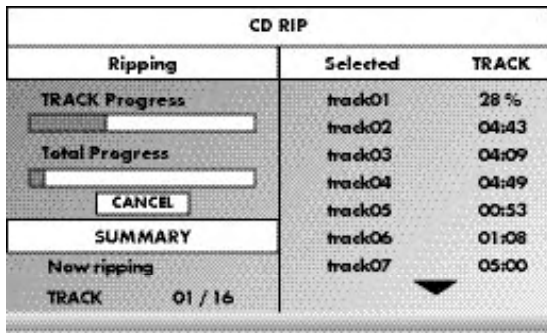 CD RIP
Ripping
TRACK Progress
Total Progress
CANCEL
SUMMARY
Now ripping
TRACK 01 / 16
Selected TRACK
track01 28 %
track02 04:43
track03 04:09
track04 04:49
track05 00:53
track06 01:08
track07 05:00